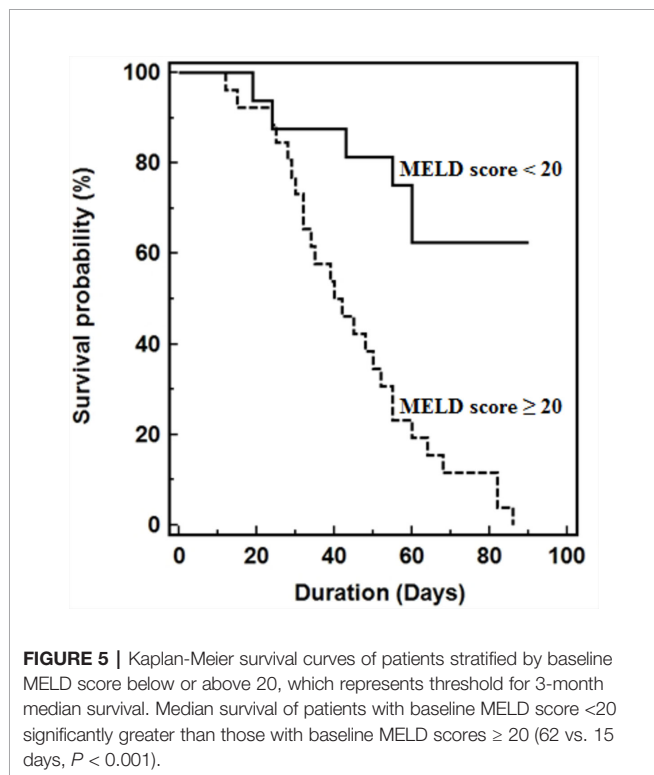 100
80
60
40
20
0
Survival probability (%)
MELD score < 20
MELD score ≥ 20
0 20 40 60 80 100
Duration (Days)
FIGURE 5 | Kaplan-Meier survival curves of patients stratified by baseline
MELD score below or above 20, which represents threshold for 3-month
median survival. Median survival of patients with baseline MELD score <20
significantly greater than those with baseline MELD scores ≥ 20 (62 vs. 15
days, P < 0.001).